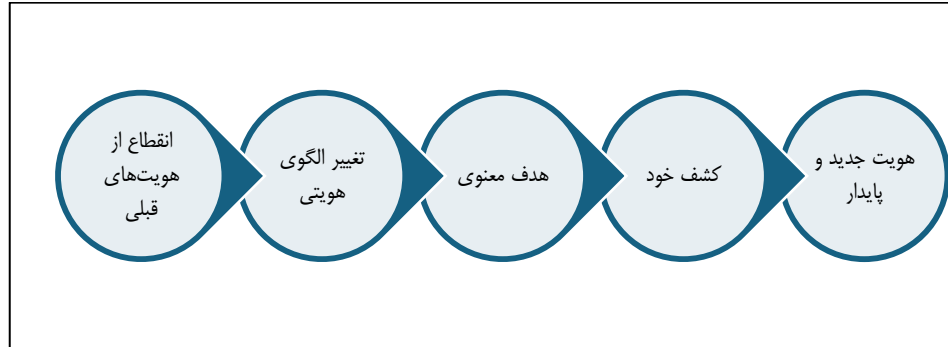 انقطاع از
هویت‌های
قبلی
تغییر الگوی
هویتی
هدف معنوی
کشف خود
هویت جدید و
پایدار